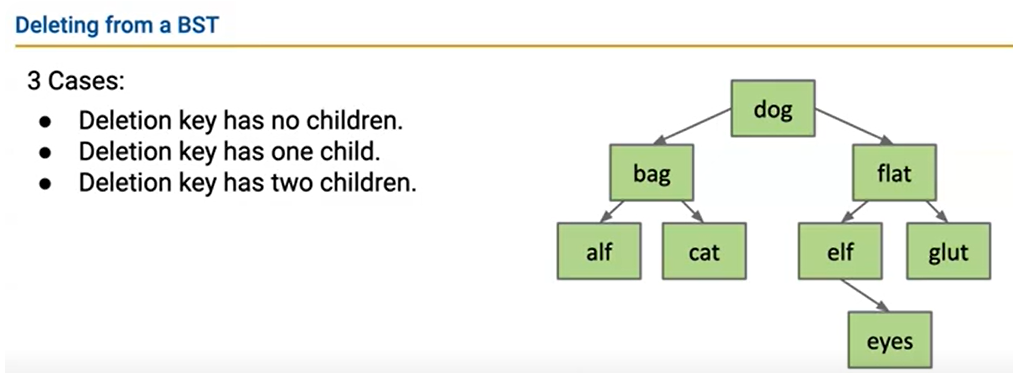 Deleting from a BST
3 Cases:
● Deletion key has no children.
● Deletion key has one child.
● Deletion key has two children.
dog
bag
flat
alf
cat
elf
glut
eyes